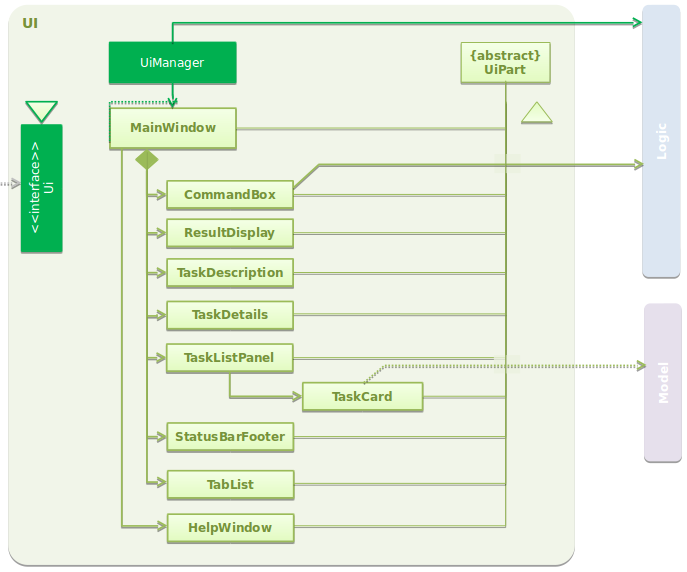 UI
UiManager
{abstract}
UiPart
MainWindow
<<interface>>
Ui
CommandBox
ResultDisplay
TaskDescription
TaskDetails
TaskListPanel
TaskCard
StatusBarFooter
TabList
HelpWindow
Logic
Model